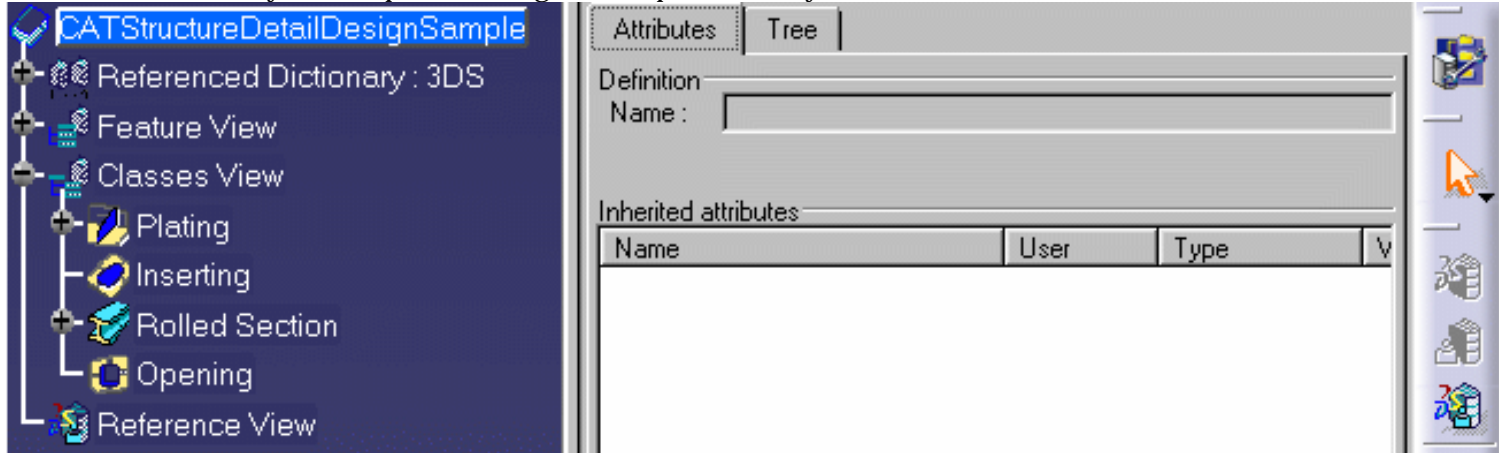 CATStructureDetailDesignSample
Referenced Dictionary : 3DS
Feature View
Classes View
Plating
Inserting
Rolled Section
Opening
Reference View
Attributes
Tree
Definition
Name :
Inherited attributes
Name User Type V